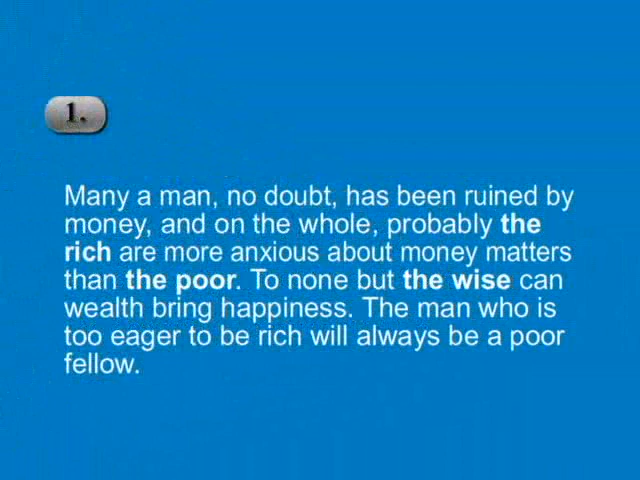 1.
Many a man, no doubt, has been ruined by
money, and on the whole, probably the
rich are more anxious about money matters
than the poor. To none but the wise can
wealth bring happiness. The man who is
too eager to be rich will always be a poor
fellow.